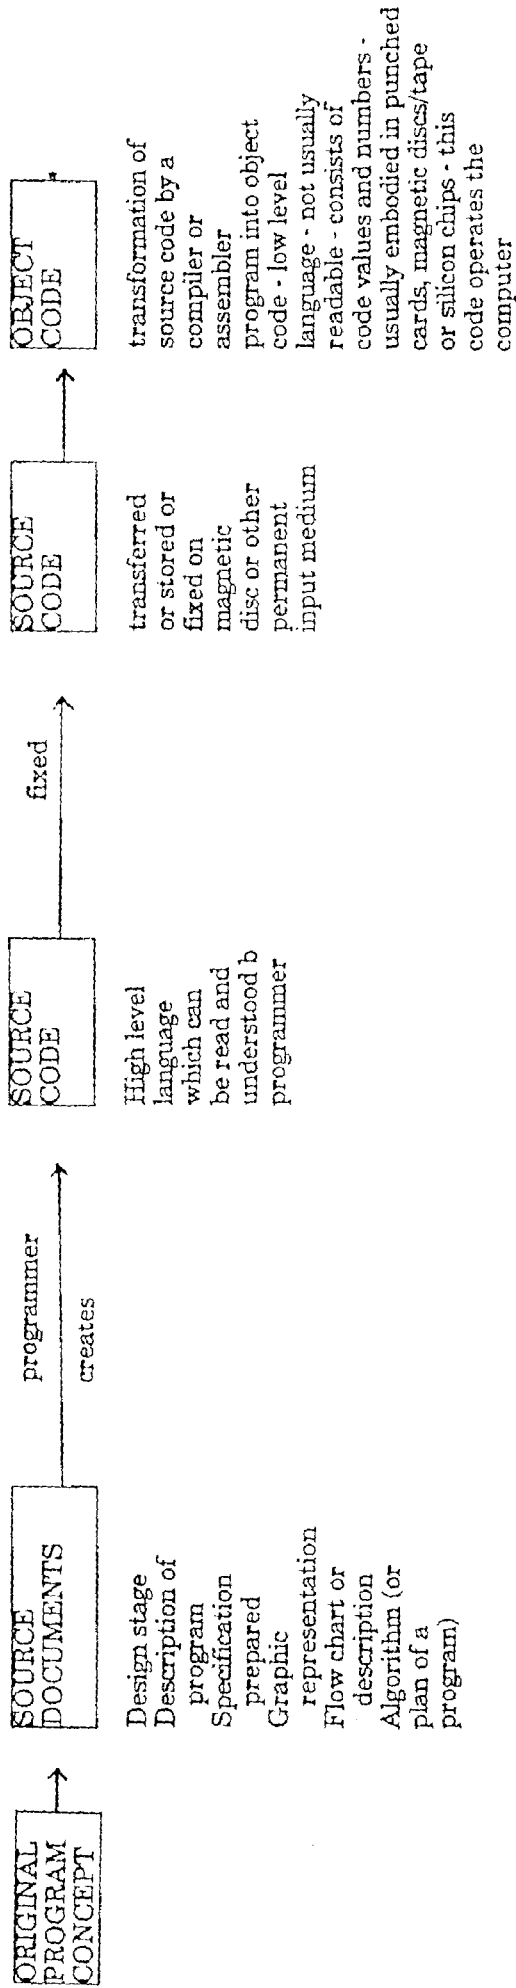 ORIGINAL
PROGRAM
CONCEPT
SOURCE
DOCUMENTS
Design stage
Description of
program
Specification
prepared
Graphic
representation
Flow chart or
description
Algorithm (or
plan of a
program)
programmer
creates
SOURCE
CODE
High level
language
which can
be read and
understood b
programmer
fixed
SOURCE
CODE
transferred
or stored or
fixed on
magnetic
disc or other
permanent
input medium
OBJECT
CODE
transformation of
source code by a
compiler or
assembler
program into object
code - low level
language - not usually
readable - consists of
code values and numbers -
usually embodied in punched
cards, magnetic discs/tape
or silicon chips - this
code operates the
computer